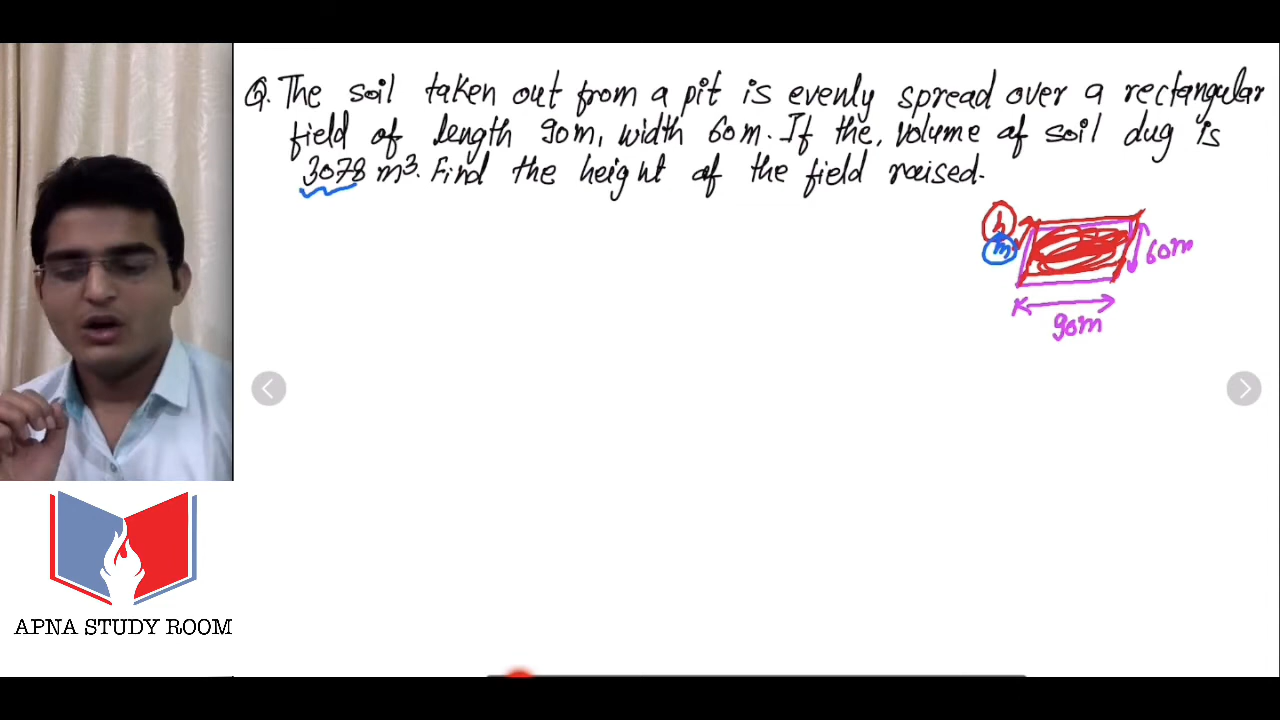 Q. The soil taken out from a pit is evenly spread over a rectangular
field of length 90m, width 60m. If the, volume of soil dug is
3078 m³. Find the height of the field raised.
h
m
60m
90m
APNA STUDY ROOM